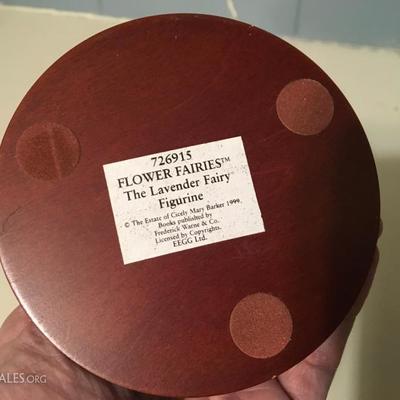 726915
FLOWER FAIRIES™
The Lavender Fairy
Figurine
© The Estate of Cicely Mary Barker 1999.
Books published by
Frederick Warne & Co.
Licensed by Copyrights.
EEGG Ltd.
ALES.ORG